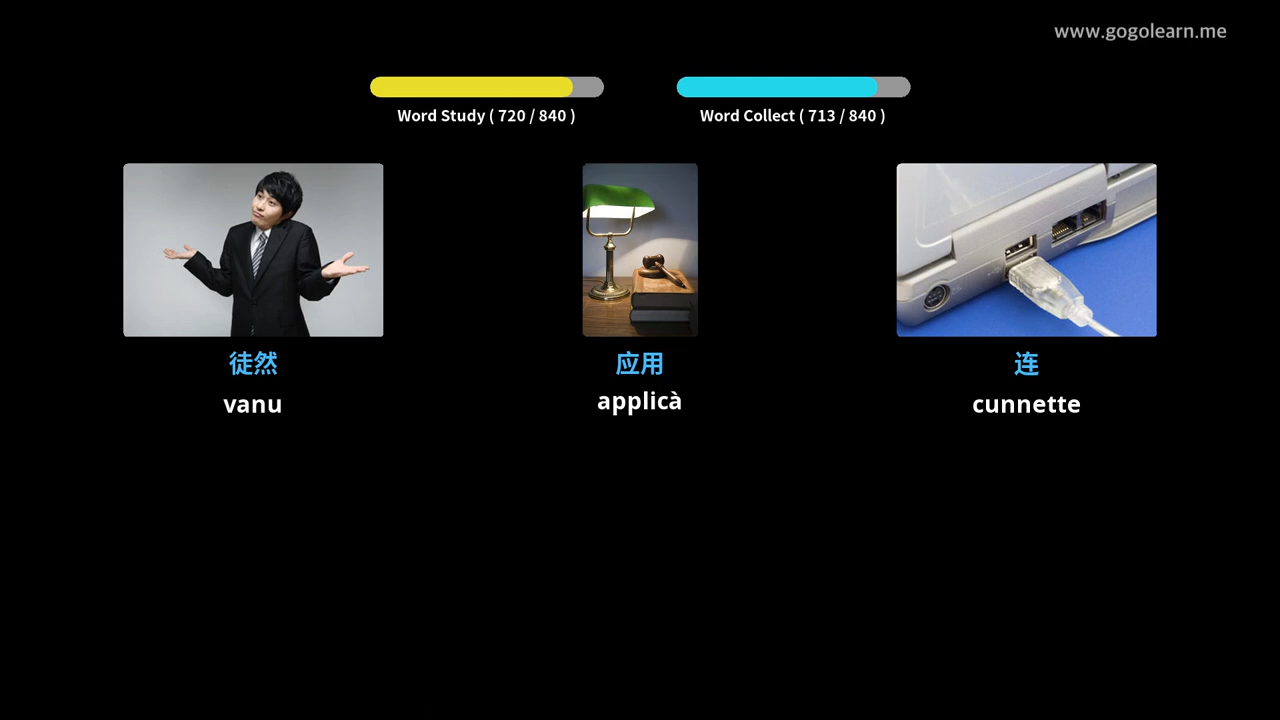 www.gogolearn.me
Word Study ( 720 / 840 )
Word Collect ( 713 / 840 )
徒然
应用
连
vanu
applicà
cunnette